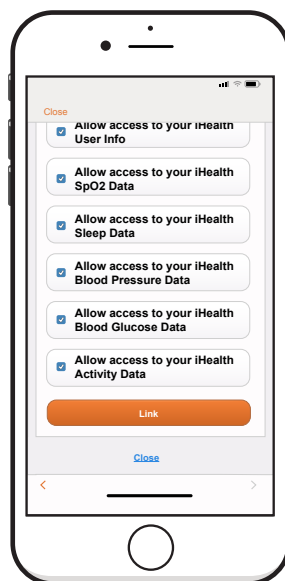 Close
Allow access to your iHealth
User Info
Allow access to your iHealth
SpO2 Data
Allow access to your iHealth
Sleep Data
Allow access to your iHealth
Blood Pressure Data
Allow access to your iHealth
Blood Glucose Data
Allow access to your iHealth
Activity Data
Link
Close